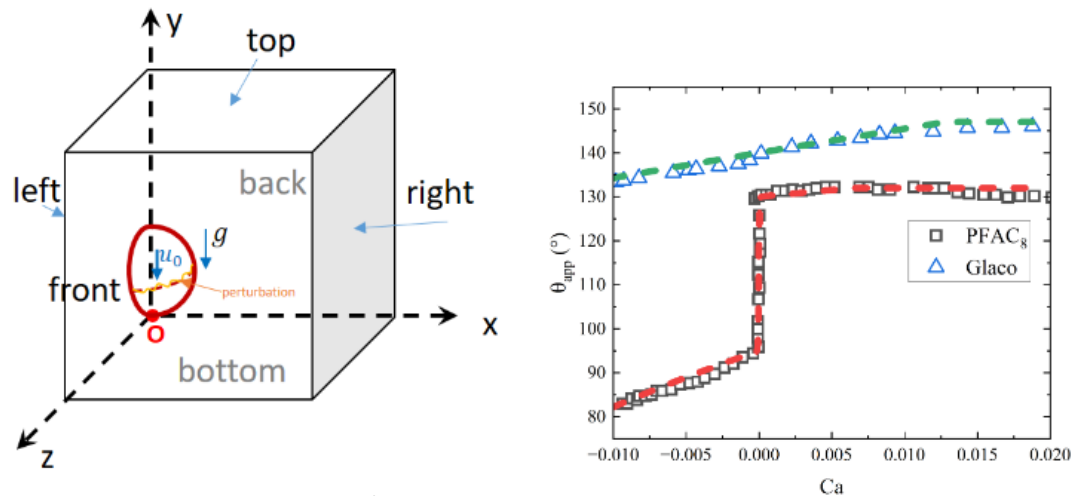 y
top
left
back
right
g
u₀
front
perturbation
x
O
bottom
z
150
140
130
120
110
100
90
80
θapp (°)
PFAC₈
Glaco
−0.010 −0.005 0.000 0.005 0.010 0.015 0.020
Ca